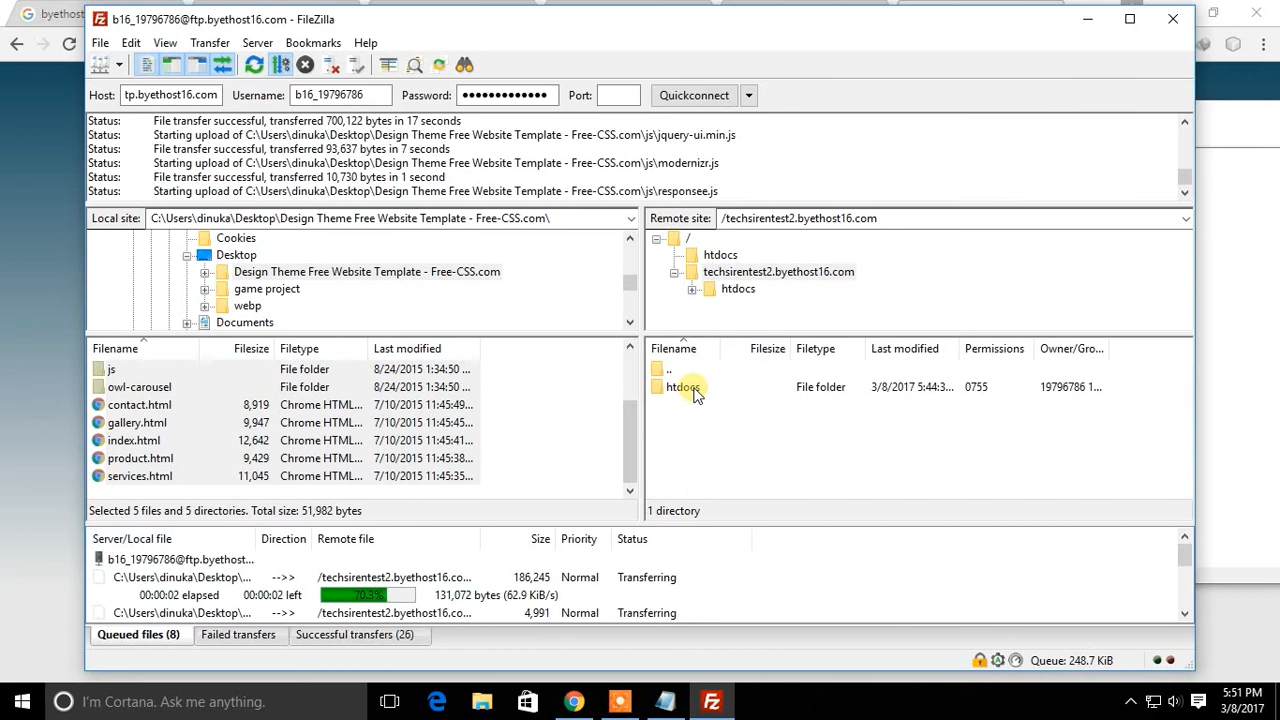 byethost
b16_19796786@ftp.byethost16.com - FileZilla
File Edit View Transfer Server Bookmarks Help
Host: tp.byethost16.com Username: b16_19796786 Password: ●●●●●●●●●●●●● Port: Quickconnect
Status: File transfer successful, transferred 700,122 bytes in 17 seconds
Status: Starting upload of C:\Users\dinuka\Desktop\Design Theme Free Website Template - Free-CSS.com\js\jquery-ui.min.js
Status: File transfer successful, transferred 93,637 bytes in 7 seconds
Status: Starting upload of C:\Users\dinuka\Desktop\Design Theme Free Website Template - Free-CSS.com\js\modernizr.js
Status: File transfer successful, transferred 10,730 bytes in 1 second
Status: Starting upload of C:\Users\dinuka\Desktop\Design Theme Free Website Template - Free-CSS.com\js\responsee.js
Local site: C:\Users\dinuka\Desktop\Design Theme Free Website Template - Free-CSS.com\
Cookies
Desktop
Design Theme Free Website Template - Free-CSS.com
game project
webp
Documents
Remote site: /techsirentest2.byethost16.com
/
htdocs
techsirentest2.byethost16.com
htdocs
Filename Filesize Filetype Last modified
js File folder 8/24/2015 1:34:50 ...
owl-carousel File folder 8/24/2015 1:34:50 ...
contact.html 8,919 Chrome HTML... 7/10/2015 11:45:49...
gallery.html 9,947 Chrome HTML... 7/10/2015 11:45:45...
index.html 12,642 Chrome HTML... 7/10/2015 11:45:41...
product.html 9,429 Chrome HTML... 7/10/2015 11:45:38...
services.html 11,045 Chrome HTML... 7/10/2015 11:45:35...
Selected 5 files and 5 directories. Total size: 51,982 bytes
Filename Filesize Filetype Last modified Permissions Owner/Gro...
..
htdocs File folder 3/8/2017 5:44:3... 0755 19796786 1...
1 directory
Server/Local file Direction Remote file Size Priority Status
b16_19796786@ftp.byethost...
C:\Users\dinuka\Desktop\... -->> /techsirentest2.byethost16.co... 186,245 Normal Transferring
00:00:02 elapsed 00:00:02 left 70.3% 131,072 bytes (62.9 KiB/s)
C:\Users\dinuka\Desktop\... -->> /techsirentest2.byethost16.co... 4,991 Normal Transferring
Queued files (8) Failed transfers Successful transfers (26)
Queue: 248.7 KiB
I'm Cortana. Ask me anything.
5:51 PM
3/8/2017